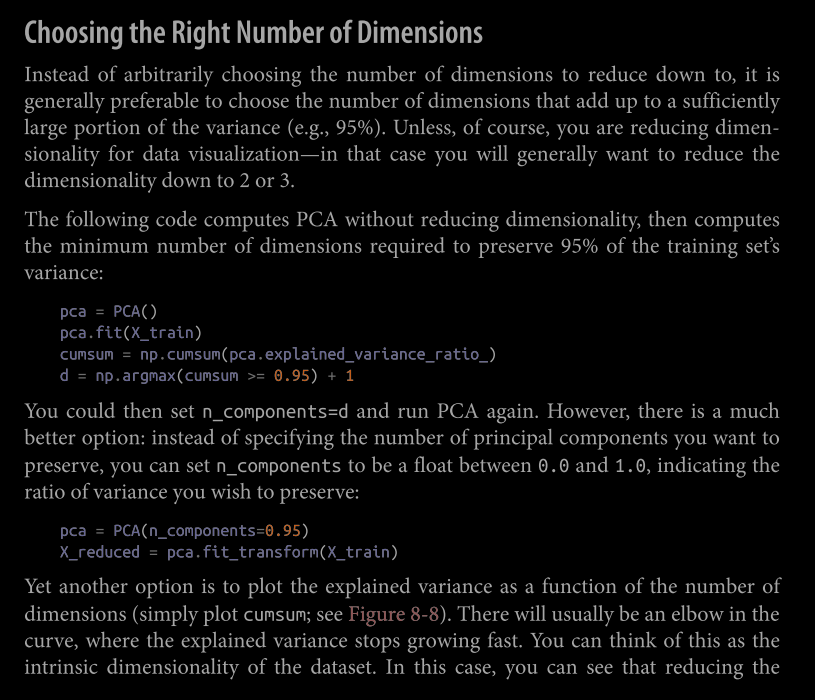 Choosing the Right Number of Dimensions
Instead of arbitrarily choosing the number of dimensions to reduce down to, it is
generally preferable to choose the number of dimensions that add up to a sufficiently
large portion of the variance (e.g., 95%). Unless, of course, you are reducing dimen-
sionality for data visualization—in that case you will generally want to reduce the
dimensionality down to 2 or 3.
The following code computes PCA without reducing dimensionality, then computes
the minimum number of dimensions required to preserve 95% of the training set’s
variance:
pca = PCA()
pca.fit(X_train)
cumsum = np.cumsum(pca.explained_variance_ratio_)
d = np.argmax(cumsum >= 0.95) + 1
You could then set n_components=d and run PCA again. However, there is a much
better option: instead of specifying the number of principal components you want to
preserve, you can set n_components to be a float between 0.0 and 1.0, indicating the
ratio of variance you wish to preserve:
pca = PCA(n_components=0.95)
X_reduced = pca.fit_transform(X_train)
Yet another option is to plot the explained variance as a function of the number of
dimensions (simply plot cumsum; see Figure 8-8). There will usually be an elbow in the
curve, where the explained variance stops growing fast. You can think of this as the
intrinsic dimensionality of the dataset. In this case, you can see that reducing the